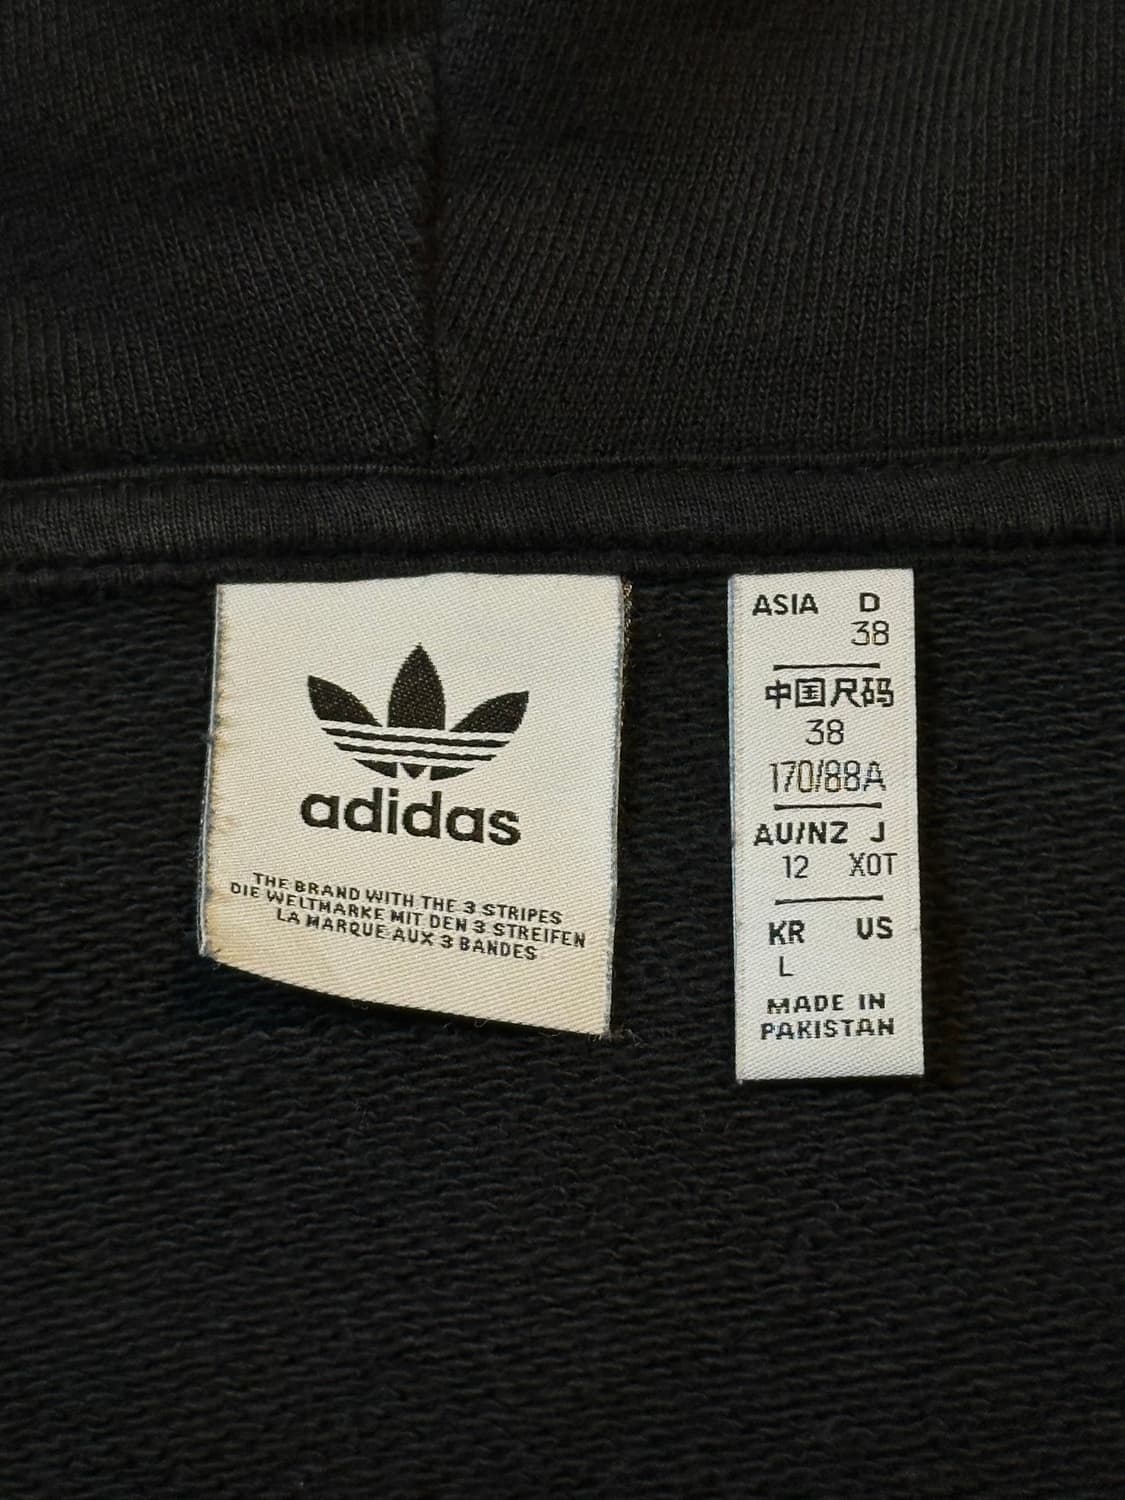 adidas
THE BRAND WITH THE 3 STRIPES
DIE WELTMARKE MIT DEN 3 STREIFEN
LA MARQUE AUX 3 BANDES
ASIA D
38
中国尺码
38
170/88A
AU/NZ J
12 XOT
KR US
L
MADE IN
PAKISTAN